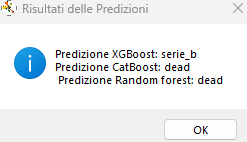 Risultati delle Predizioni
Predizione XGBoost: serie_b
Predizione CatBoost: dead
Predizione Random forest: dead
OK